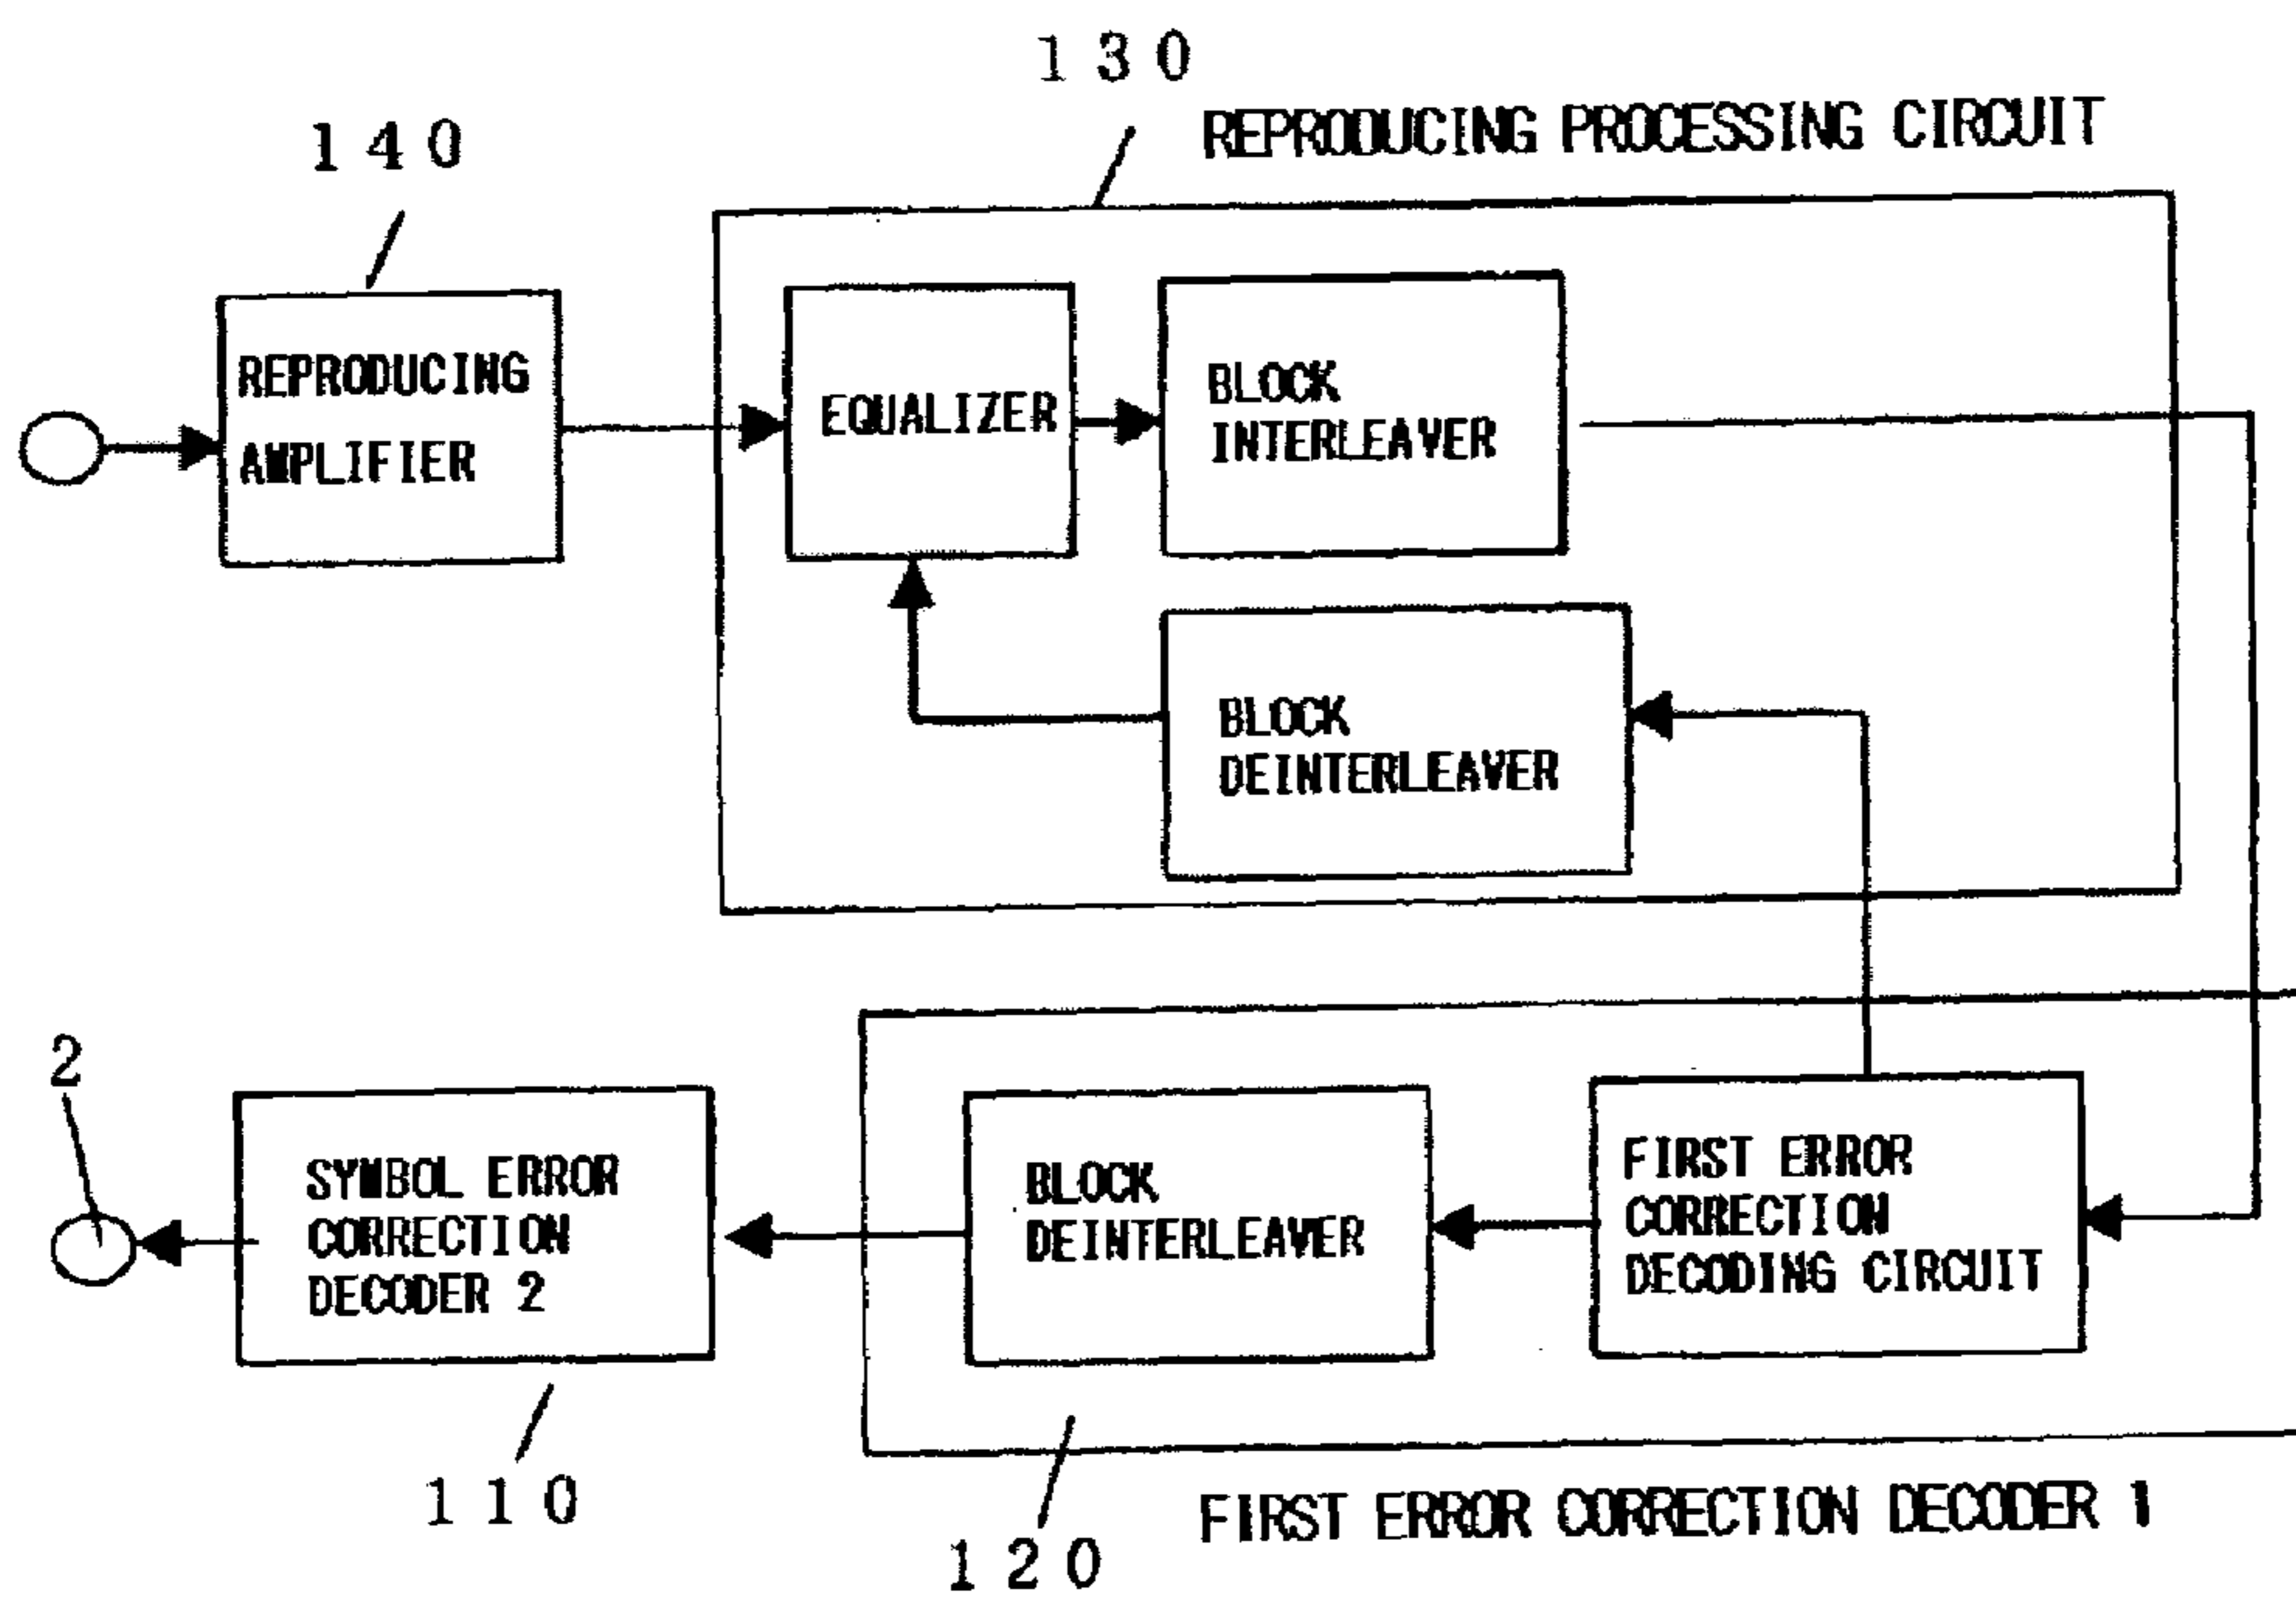 130
REPRODUCING PROCESSING CIRCUIT
140
REPRODUCING
AMPLIFIER
EQUALIZER
BLOCK
INTERLEAVER
BLOCK
DEINTERLEAVER
2
SYMBOL ERROR
CORRECTION
DECODER 2
BLOCK
DEINTERLEAVER
FIRST ERROR
CORRECTION
DECODING CIRCUIT
110
120
FIRST ERROR CORRECTION DECODER 1